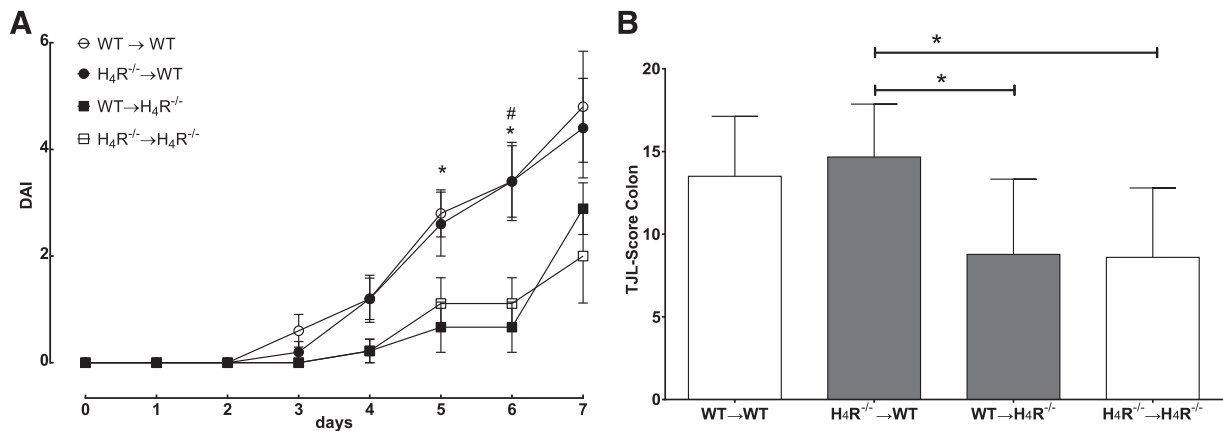 A
B
6
4
2
0
DAI
WT → WT
H₄R⁻/⁻→WT
WT→H₄R⁻/⁻
H₄R⁻/⁻→H₄R⁻/⁻
*
#
*
0 1 2 3 4 5 6 7
days
*
*
20
15
10
5
0
TJL-Score Colon
WT→WT H₄R⁻/⁻→WT WT→H₄R⁻/⁻ H₄R⁻/⁻→H₄R⁻/⁻